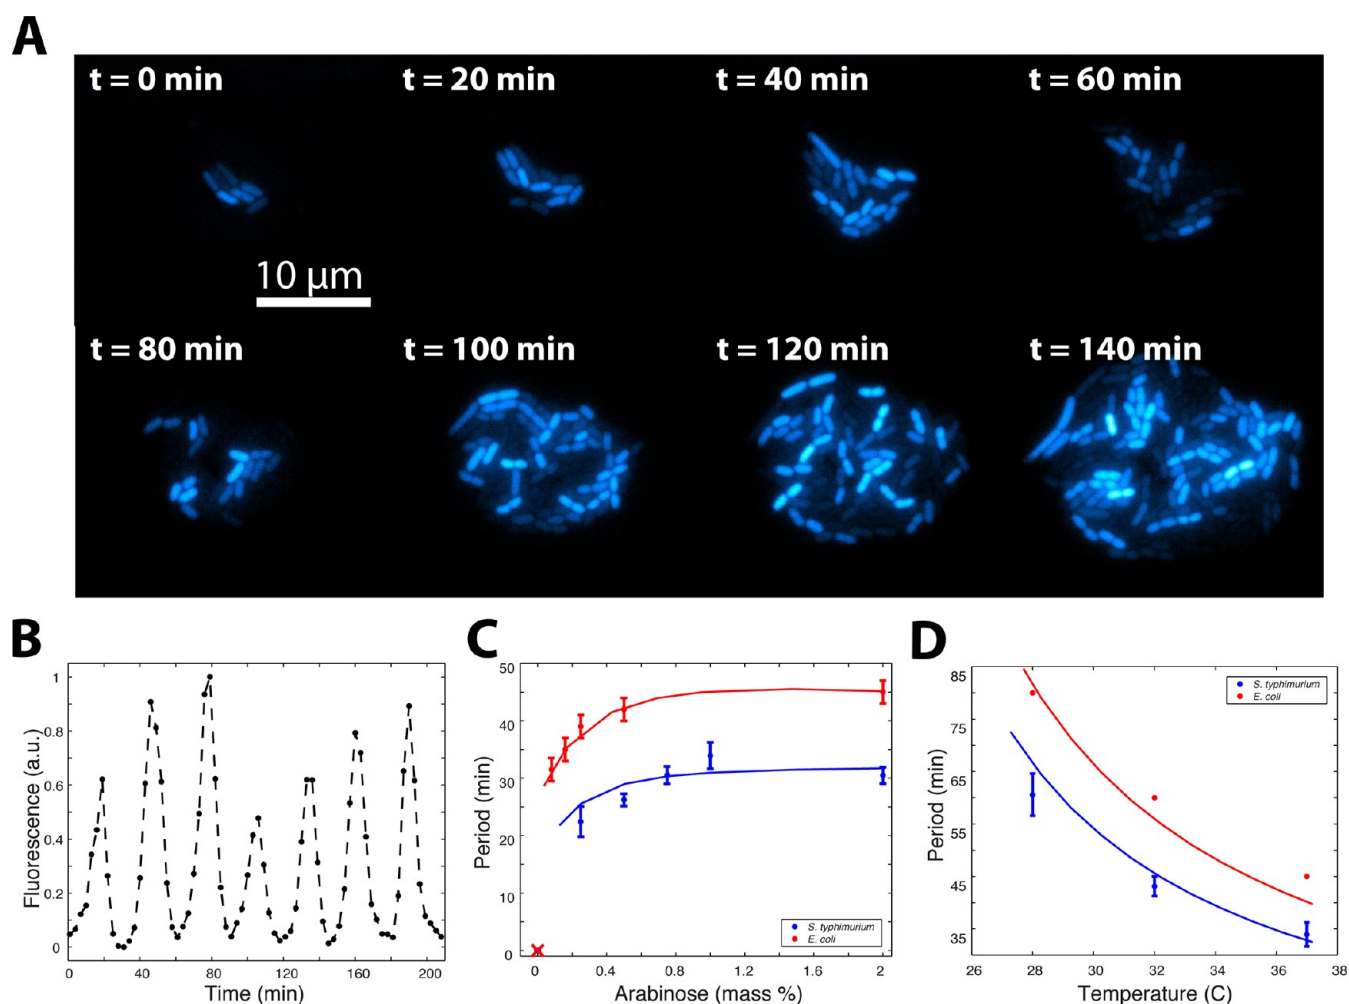 A
t = 0 min
t = 20 min
t = 40 min
t = 60 min
10 µm
t = 80 min
t = 100 min
t = 120 min
t = 140 min
B
Fluorescence (a.u.)
1
0.8
0.6
0.4
0.2
0
0 40 80 120 160 200
Time (min)
C
Period (min)
50
40
30
20
10
0
S. typhimurium
E. coli
0 0.4 0.8 1.2 1.6 2
Arabinose (mass %)
D
Period (min)
85
75
65
55
45
35
S. typhimurium
E. coli
26 28 30 32 34 36 38
Temperature (C)